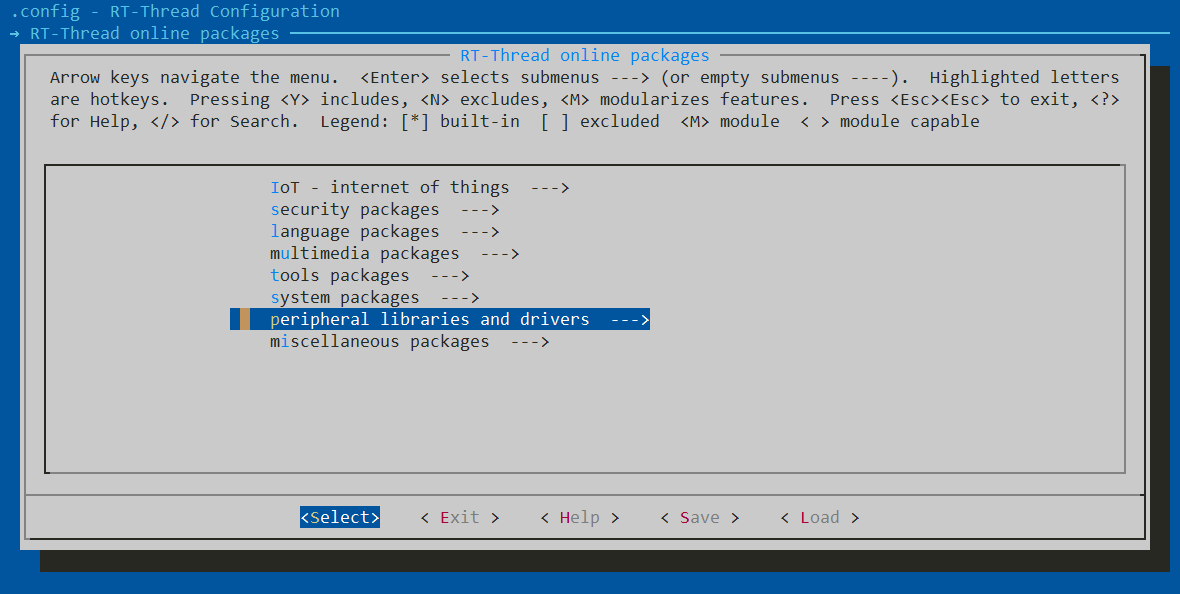 .config - RT-Thread Configuration
→ RT-Thread online packages
RT-Thread online packages
Arrow keys navigate the menu.  <Enter> selects submenus ---> (or empty submenus ----).  Highlighted letters
are hotkeys.  Pressing <Y> includes, <N> excludes, <M> modularizes features.  Press <Esc><Esc> to exit, <?>
for Help, </> for Search.  Legend: [*] built-in  [ ] excluded  <M> module  < > module capable
IoT - internet of things  --->
security packages  --->
language packages  --->
multimedia packages  --->
tools packages  --->
system packages  --->
peripheral libraries and drivers  --->
miscellaneous packages  --->
<Select>    < Exit >    < Help >    < Save >    < Load >